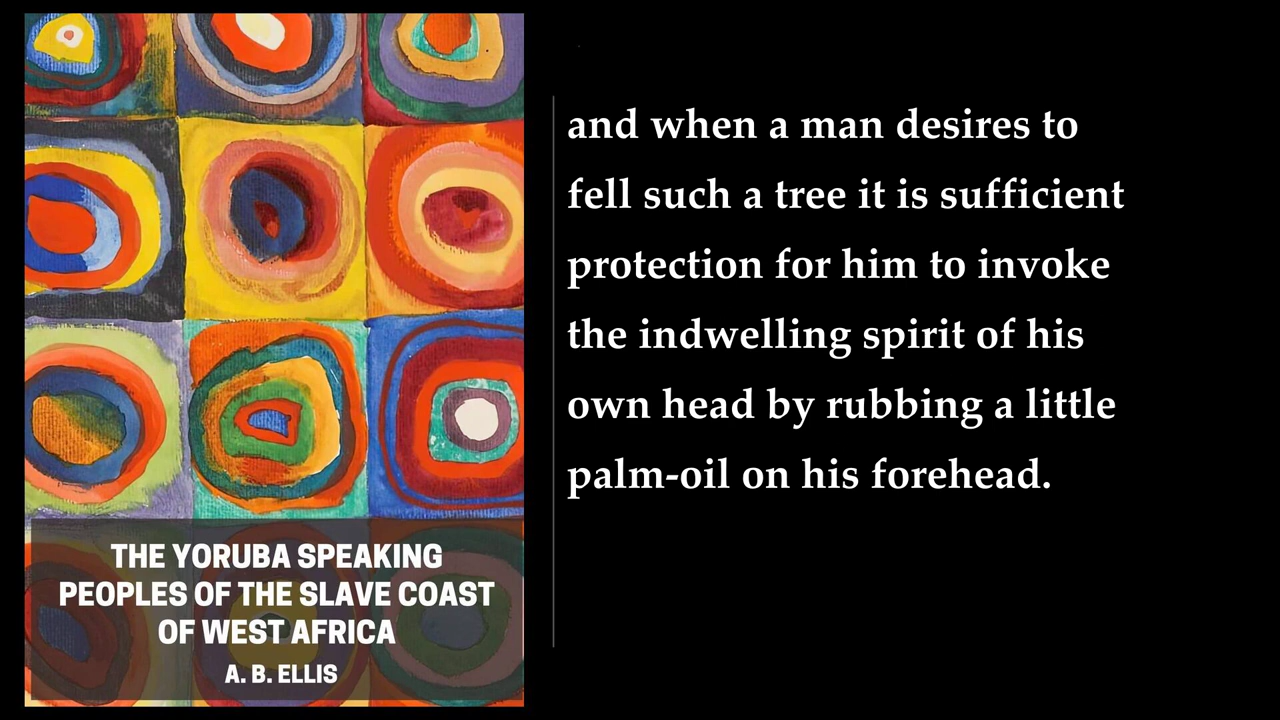 THE YORUBA SPEAKING
PEOPLES OF THE SLAVE COAST
OF WEST AFRICA
A. B. ELLIS
and when a man desires to
fell such a tree it is sufficient
protection for him to invoke
the indwelling spirit of his
own head by rubbing a little
palm-oil on his forehead.